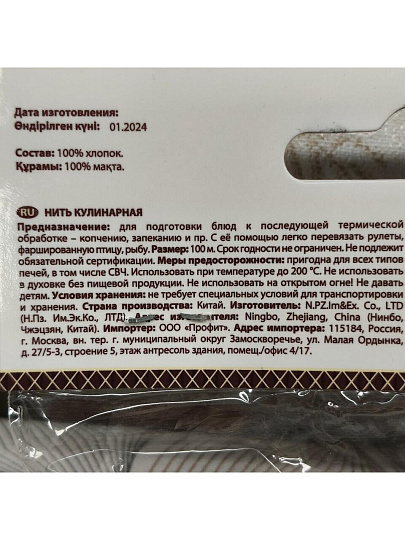 Дата изготовления:
Өндірілген күні: 01.2024
Состав: 100% хлопок.
Құрамы: 100% мақта.
RU НИТЬ КУЛИНАРНАЯ
Предназначение: для подготовки блюд к последующей термической
обработке – копчению, запеканию и пр. С её помощью легко перевязать рулеты,
фаршированную птицу, рыбу. Размер: 100 м. Срок годности не ограничен. Не подлежит
обязательной сертификации. Меры предосторожности: пригодна для всех типов
печей, в том числе СВЧ. Использовать при температуре до 200 °С. Не использовать
в духовке без пищевой продукции. Не использовать на открытом огне! Не давать
детям. Условия хранения: не требует специальных условий для транспортировки
и хранения. Страна производства: Китай. Изготовитель: N.PZ.Im&Ex. Co., LTD
(Н.Пз. Им.Эк.Ко., ЛТД). Адрес изготовителя: Ningbo, Zhejiang, China (Нинбо,
Чжэцзян, Китай). Импортер: ООО «Профит». Адрес импортера: 115184, Россия,
г. Москва, вн. тер. г. муниципальный округ Замоскворечье, ул. Малая Ордынка,
д. 27/5-3, строение 5, этаж антресоль здания, помещ./офис 4/17.